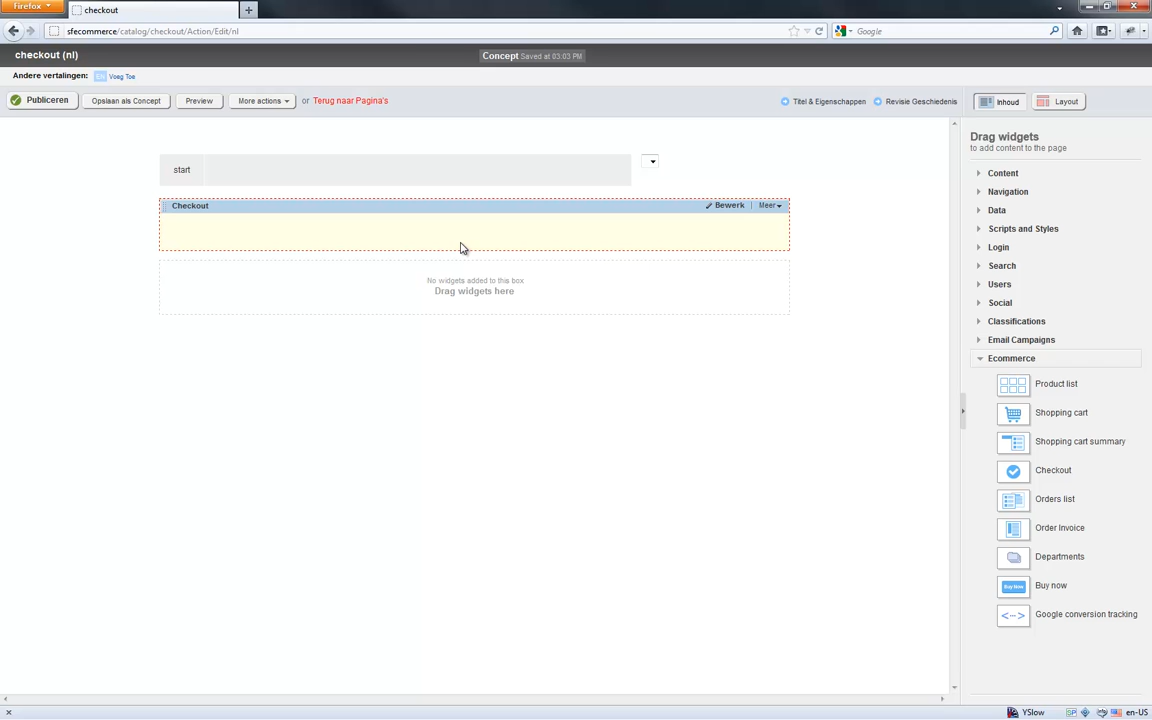 Firefox
checkout
sfecommerce/catalog/checkout/Action/Edit/nl
Google
checkout (nl)
Concept Saved at 03:03 PM
Andere vertalingen: EN Voeg Toe
Publiceren
Opslaan als Concept
Preview
More actions
or Terug naar Pagina's
Titel & Eigenschappen
Revisie Geschiedenis
Inhoud
Layout
start
Checkout
Bewerk
Meer
No widgets added to this box
Drag widgets here
Drag widgets
to add content to the page
Content
Navigation
Data
Scripts and Styles
Login
Search
Users
Social
Classifications
Email Campaigns
Ecommerce
Product list
Shopping cart
Shopping cart summary
Checkout
Orders list
Order Invoice
Departments
Buy Now
Buy now
Google conversion tracking
YSlow
en-US